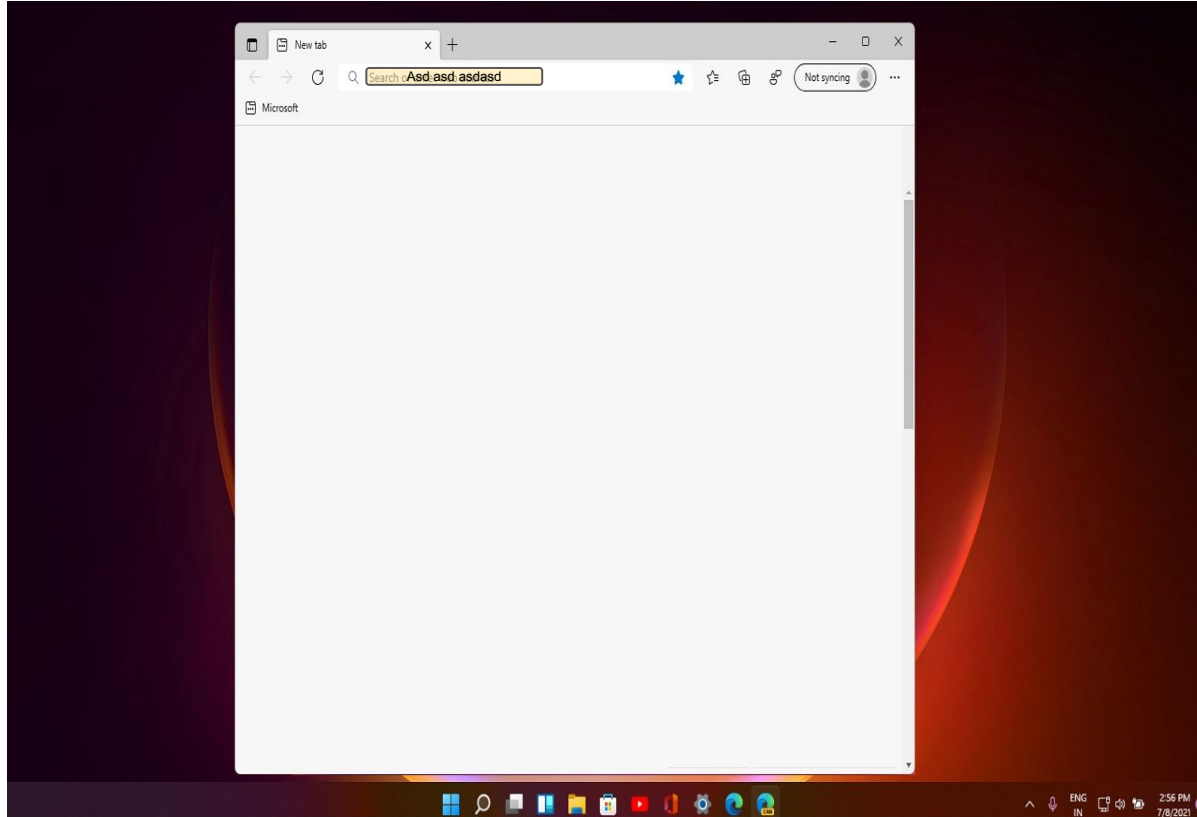 New tab
Asd asd asdasd
Not syncing
Microsoft
ENG
IN
2:56 PM
7/8/2021